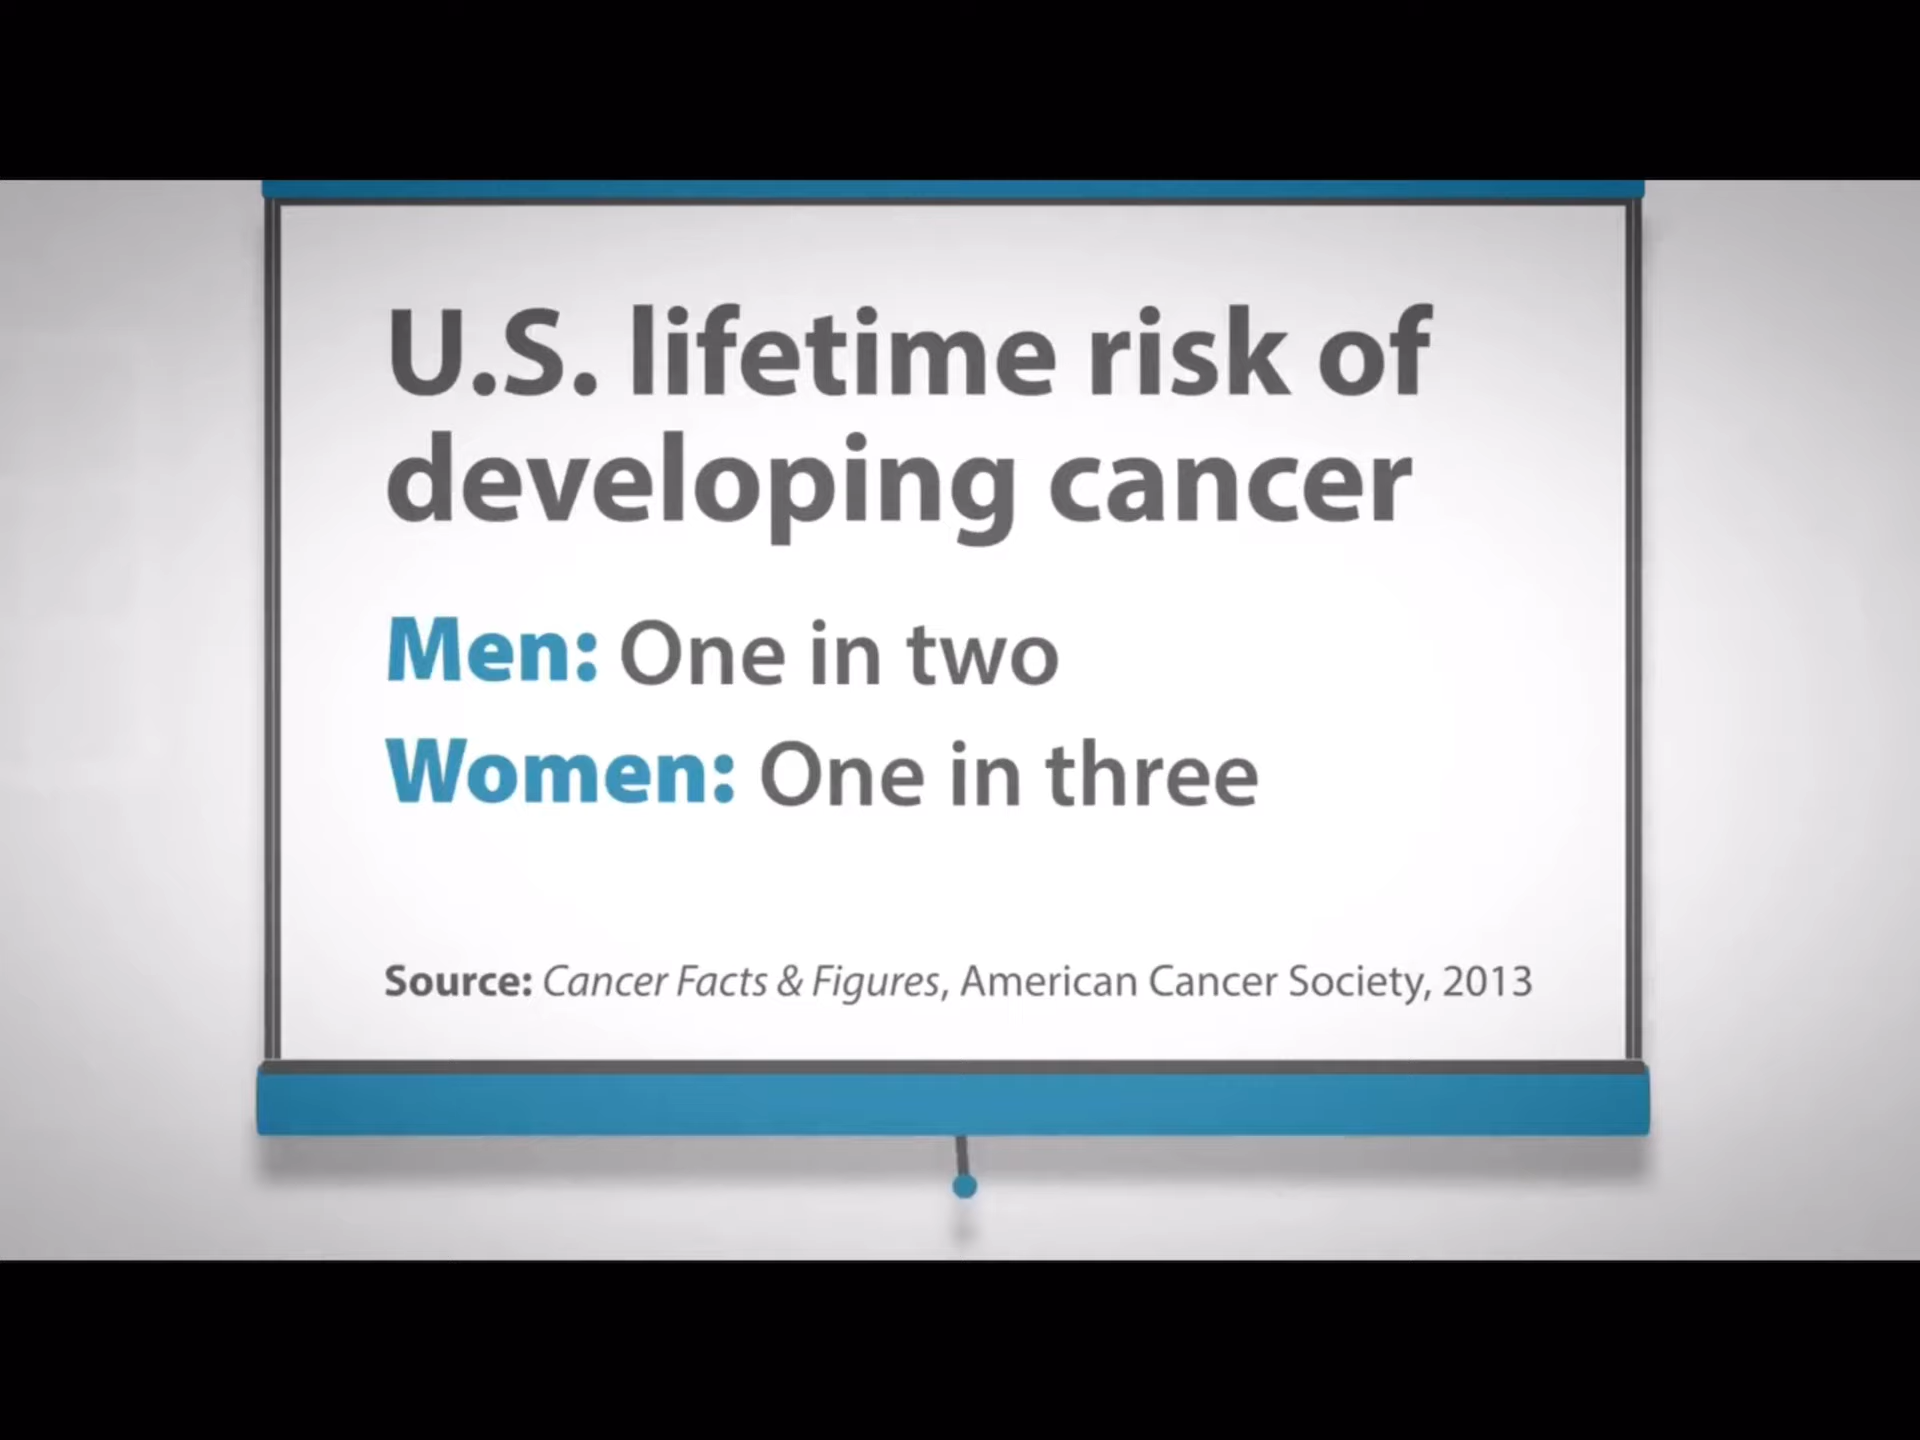 U.S. lifetime risk of
developing cancer
Men: One in two
Women: One in three
Source: Cancer Facts & Figures, American Cancer Society, 2013